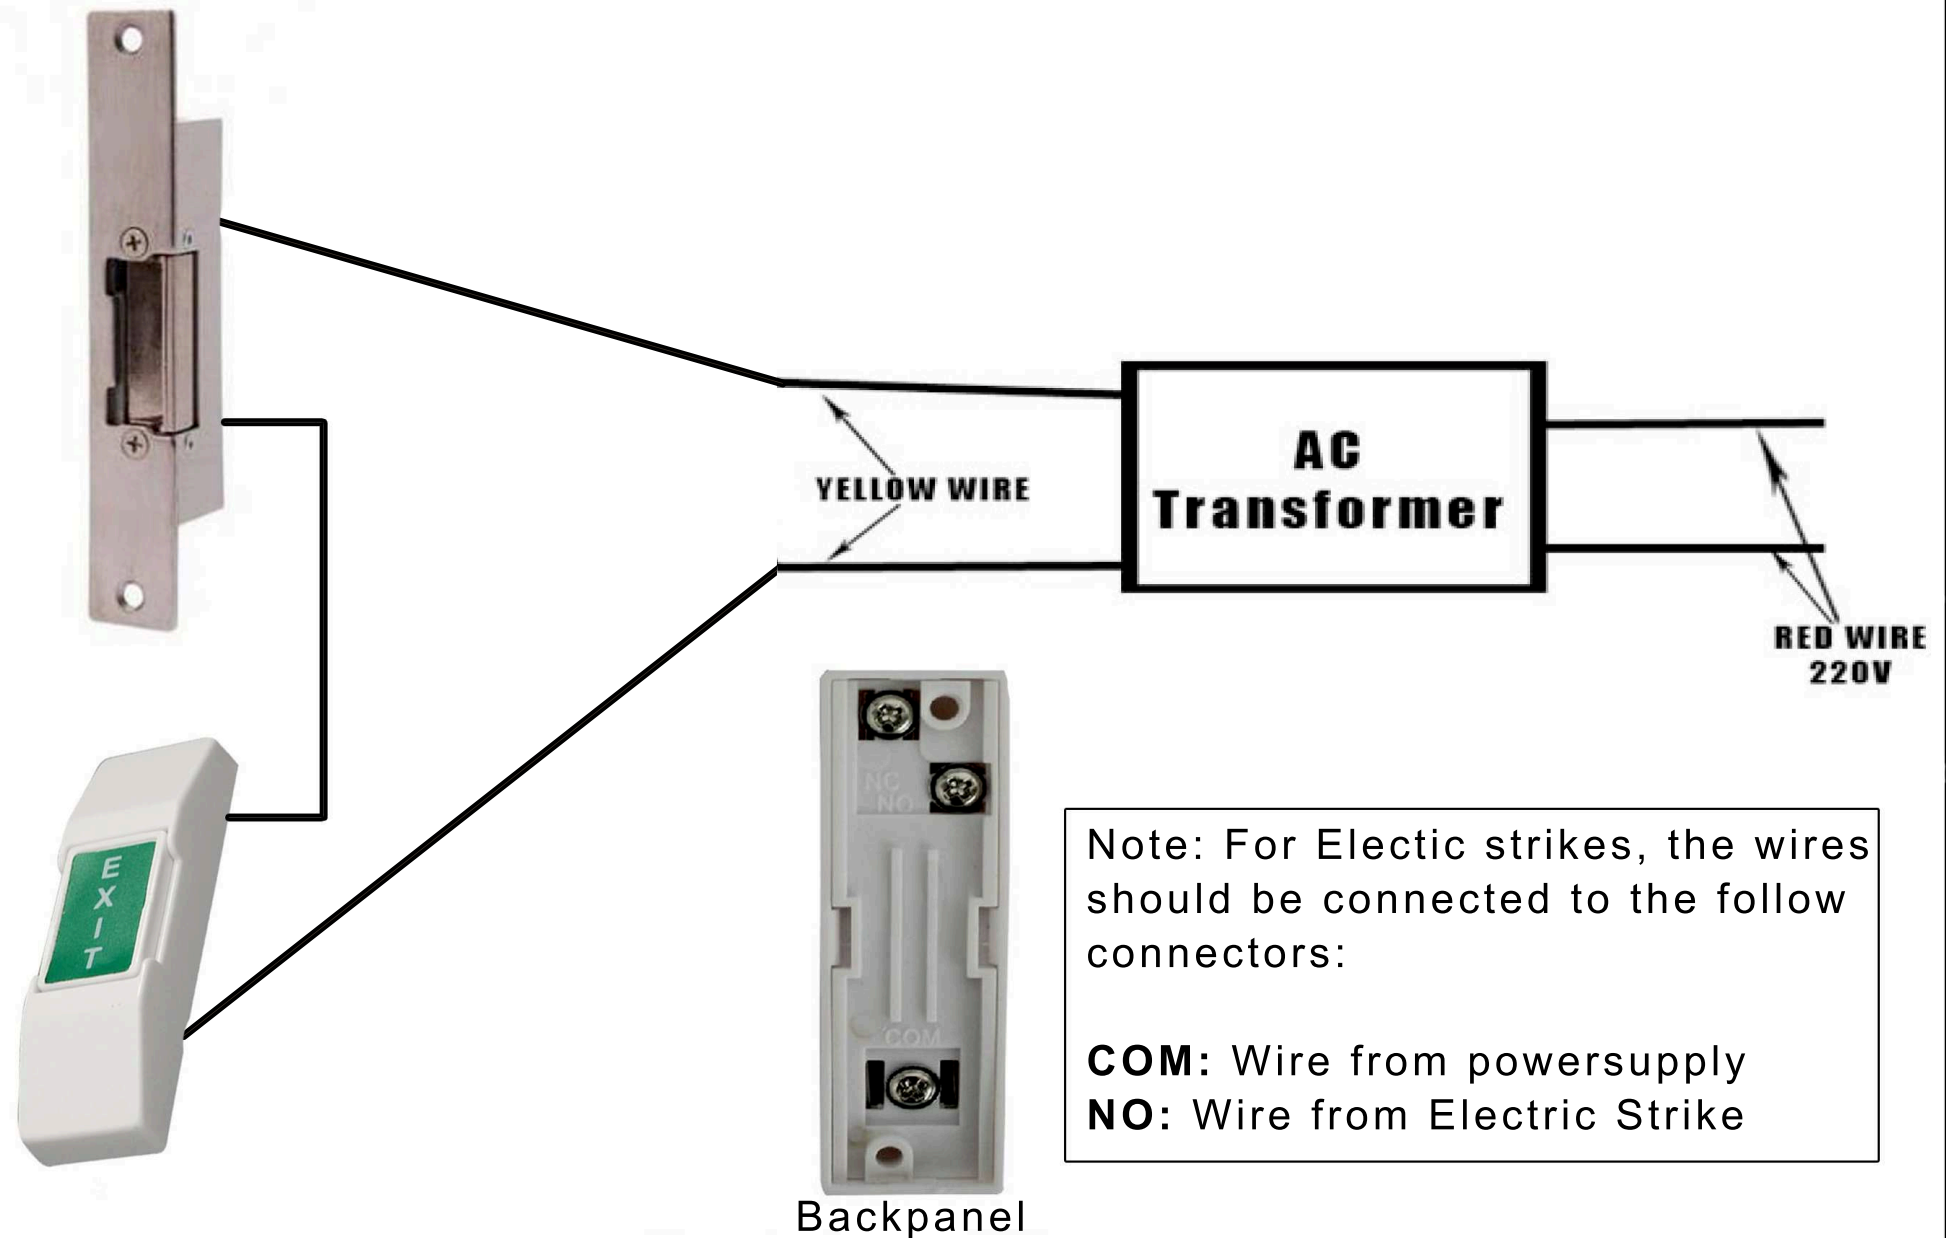 AC
Transformer
YELLOW WIRE
RED WIRE
220V
NC
NO
COM
E
X
I
T
Note: For Electic strikes, the wires
should be connected to the follow
connectors:
COM: Wire from powersupply
NO: Wire from Electric Strike
Backpanel